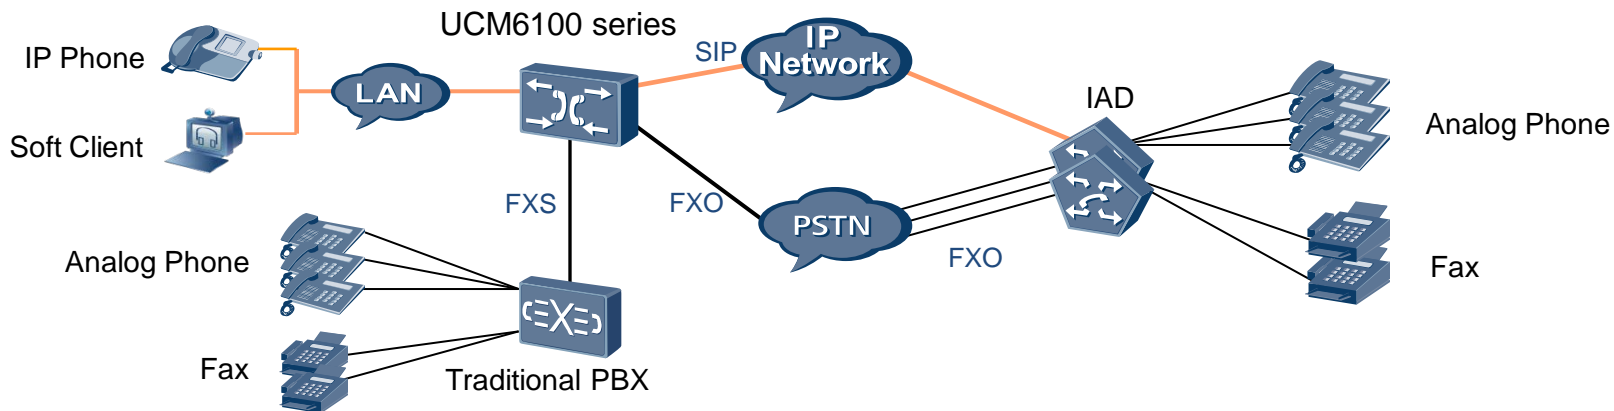 UCM6100 series
IP Phone
Soft Client
LAN
SIP
IP
Network
IAD
Analog Phone
FXS
FXO
PSTN
FXO
Analog Phone
Fax
Fax
Traditional PBX